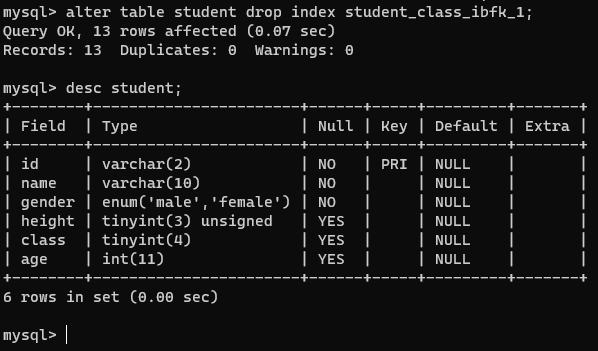 mysql> alter table student drop index student_class_ibfk_1;
Query OK, 13 rows affected (0.07 sec)
Records: 13  Duplicates: 0  Warnings: 0

mysql> desc student;
+--------+-----------------------+------+-----+---------+-------+
| Field  | Type                  | Null | Key | Default | Extra |
+--------+-----------------------+------+-----+---------+-------+
| id     | varchar(2)            | NO   | PRI | NULL    |       |
| name   | varchar(10)           | NO   |     | NULL    |       |
| gender | enum('male','female') | NO   |     | NULL    |       |
| height | tinyint(3) unsigned   | YES  |     | NULL    |       |
| class  | tinyint(4)            | YES  |     | NULL    |       |
| age    | int(11)               | YES  |     | NULL    |       |
+--------+-----------------------+------+-----+---------+-------+
6 rows in set (0.00 sec)

mysql>